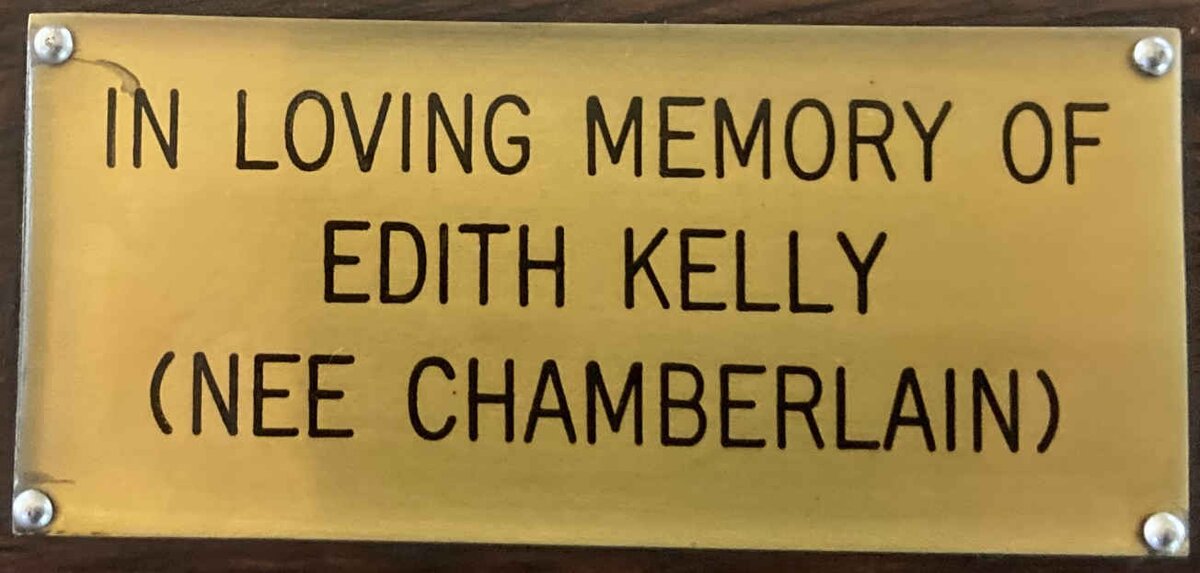 IN LOVING MEMORY OF
EDITH KELLY
(NEE CHAMBERLAIN)